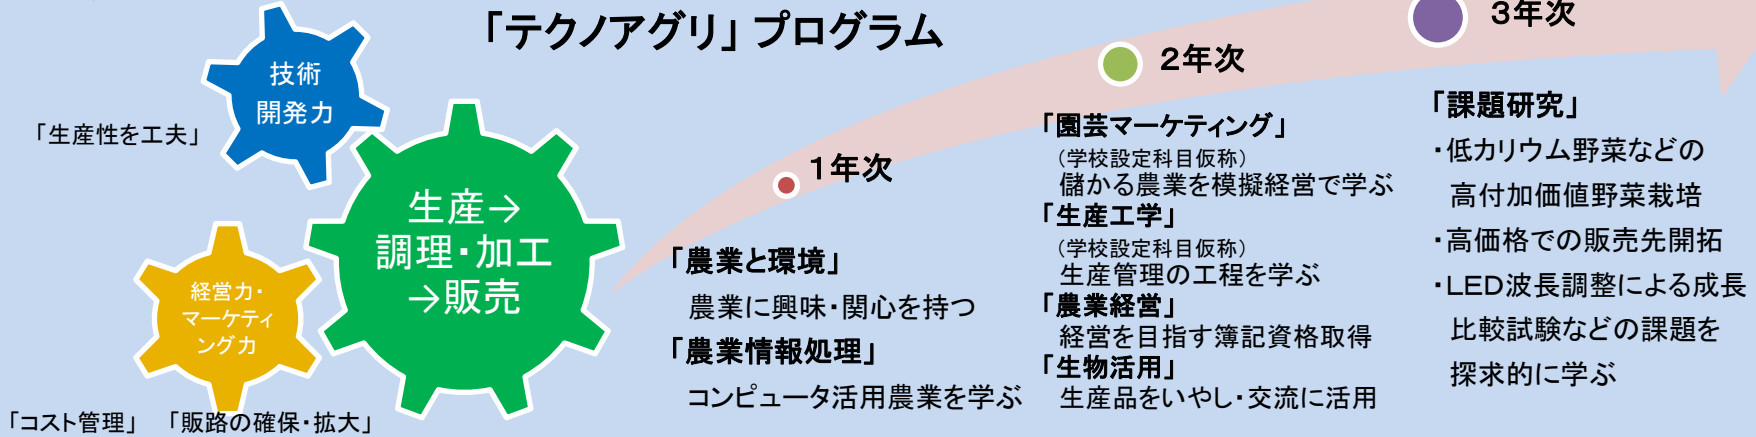 「テクノアグリ」プログラム
技術
開発力
「生産性を工夫」
生産→
調理・加工
→販売
経営力・
マーケティ
ング力
「コスト管理」 「販路の確保・拡大」
1年次
「農業と環境」
農業に興味・関心を持つ
「農業情報処理」
コンピュータ活用農業を学ぶ
2年次
「園芸マーケティング」
(学校設定科目仮称)
儲かる農業を模擬経営で学ぶ
「生産工学」
(学校設定科目仮称)
生産管理の工程を学ぶ
「農業経営」
経営を目指す簿記資格取得
「生物活用」
生産品をいやし・交流に活用
3年次
「課題研究」
・低カリウム野菜などの
高付加価値野菜栽培
・高価格での販売先開拓
・LED波長調整による成長
比較試験などの課題を
探求的に学ぶ